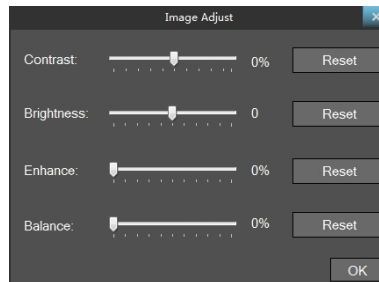 Image Adjust
Contrast: 0% Reset
Brightness: 0 Reset
Enhance: 0% Reset
Balance: 0% Reset
OK